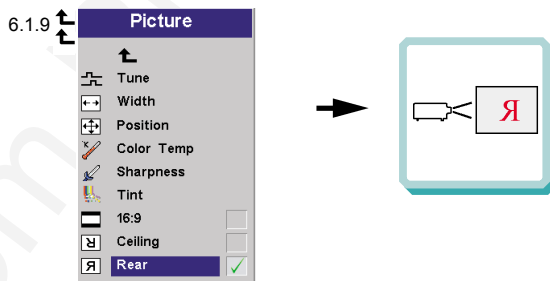 6.1.9
Picture
Tune
Width
Position
K
Color Temp
Sharpness
Tint
16:9
Ceiling
Я Rear
Я